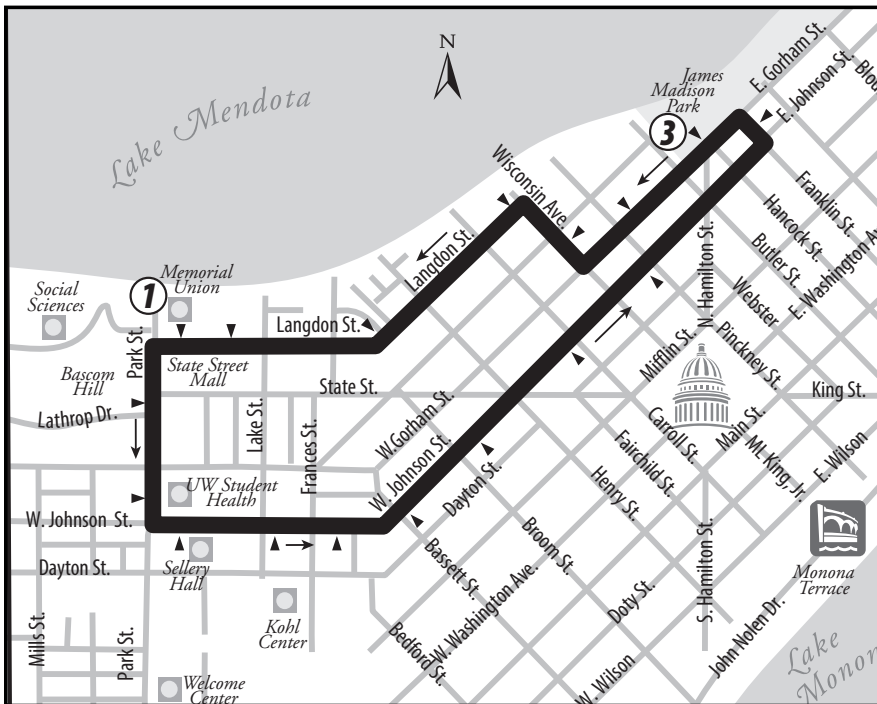 N
Lake Mendota
James
Madison
Park
3
E. Gorham St.
E. Johnson St.
Wisconsin Ave.
Franklin St.
Hancock St.
Butler St.
E. Washington
Webster
N. Hamilton St.
Langdon St.
1
Memorial
Union
Social
Sciences
Langdon St.
Park St.
State Street
Mall
Bascom
Hill
Lathrop Dr.
State St.
Mifflin St.
Pinckney St.
King St.
Lake St.
Frances St.
W.Gorham St.
W. Johnson St.
Dayton St.
Carroll St.
Main St.
ML King, Jr.
E. Wilson
Fairchild St.
Henry St.
UW Student
Health
W. Johnson St.
Sellery
Hall
Dayton St.
Broom St.
Bassett St.
W. Washington Ave.
Bedford St.
Doty St.
S. Hamilton St.
John Nolen Dr.
W. Wilson
Monona
Terrace
Kohl
Center
Mills St.
Park St.
Welcome
Center
Lake